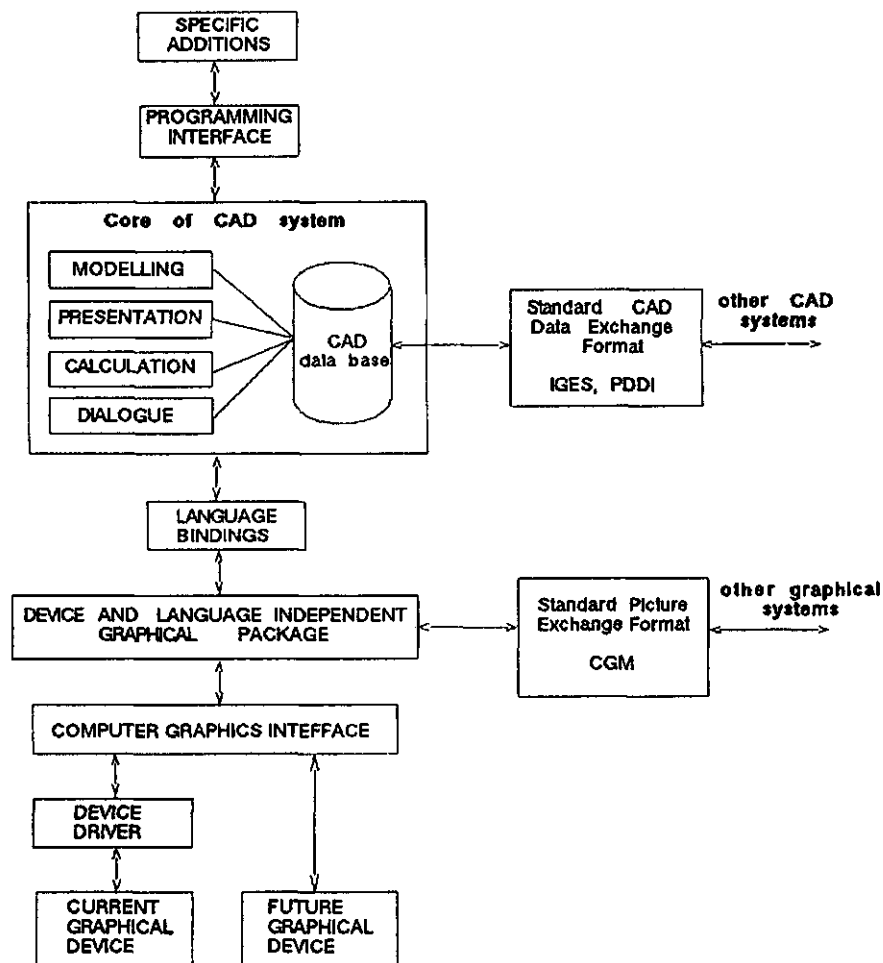 SPECIFIC
ADDITIONS
PROGRAMMING
INTERFACE
Core of CAD system
MODELLING
PRESENTATION
CALCULATION
DIALOGUE
CAD
data base
Standard CAD
Data Exchange
Format
IGES, PDDI
other CAD
systems
LANGUAGE
BINDINGS
DEVICE AND LANGUAGE INDEPENDENT
GRAPHICAL PACKAGE
Standard Picture
Exchange Format
CGM
other graphical
systems
COMPUTER GRAPHICS INTEFFACE
DEVICE
DRIVER
CURRENT
GRAPHICAL
DEVICE
FUTURE
GRAPHICAL
DEVICE